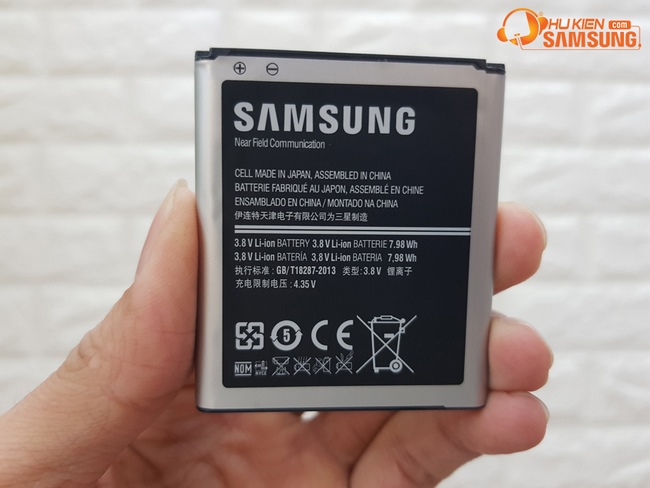 PHU KIEN .com
SAMSUNG
SAMSUNG
Near Field Communication
CELL MADE IN JAPAN, ASSEMBLED IN CHINA
BATTERIE FABRIQUÉ AU JAPON, ASSEMBLÉ EN CHINE
ENSAMBLADO EN CHINA / MONTADO NA CHINA
伊连特天津电子有限公司为三星制造
3.8 V Li-ion BATTERY 3.8 V Li-ion BATTERIE 7.98 Wh
3,8 V Li-ion BATERÍA 3,8 V Li-ion BATERIA 7,98 Wh
执行标准 : GB/T18287-2013 类型: 3.8 V 锂离子
充电限制电压 : 4.35 V
5 CE
NOM